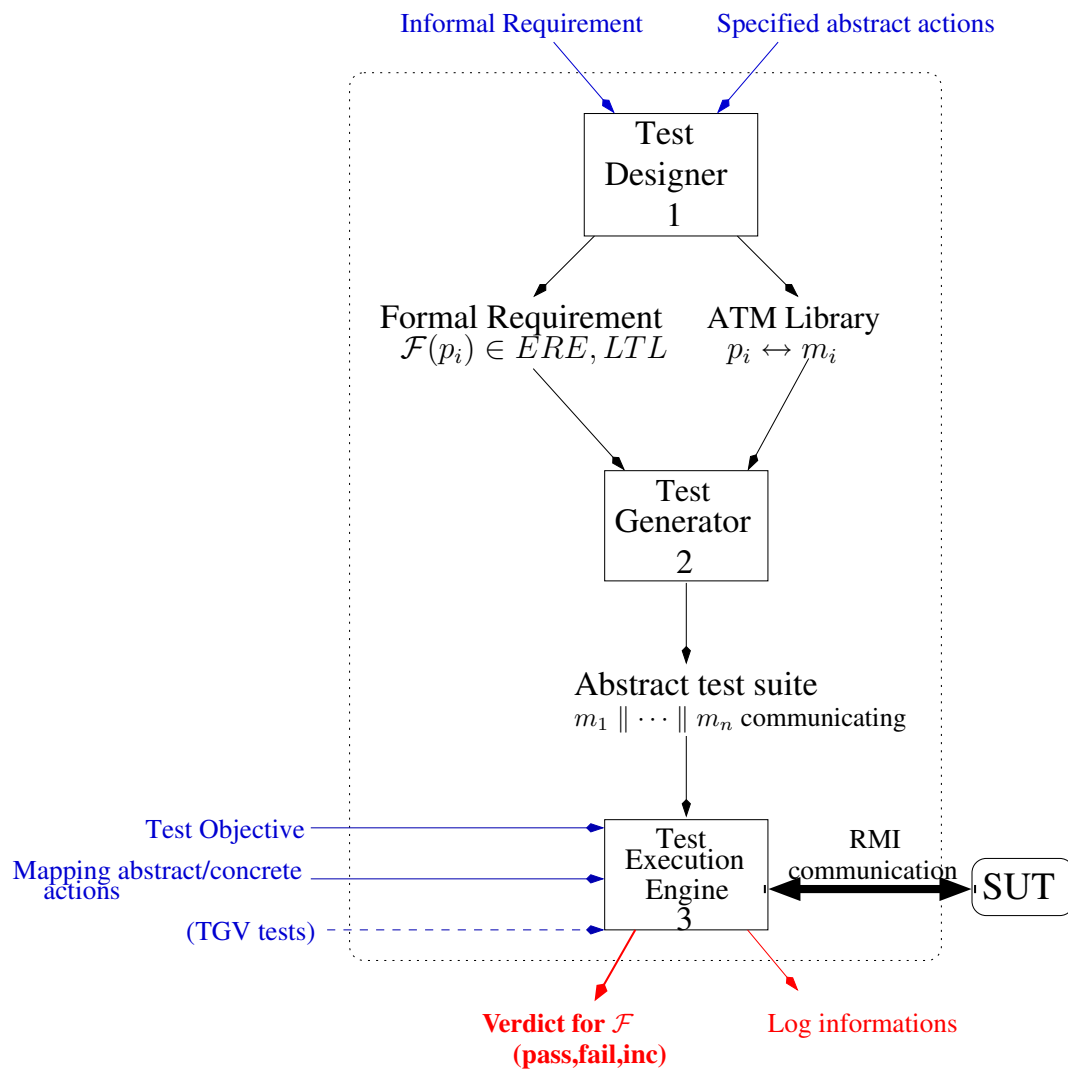 Informal Requirement
Specified abstract actions
Test
Designer
1
Formal Requirement
ℱ(pᵢ) ∈ ERE, LTL
ATM Library
pᵢ ↔ mᵢ
Test
Generator
2
Abstract test suite
m₁ ∥ ⋯ ∥ mₙ communicating
Test Objective
Mapping abstract/concrete
actions
(TGV tests)
Test
Execution
Engine
3
RMI
communication
SUT
Verdict for ℱ
(pass,fail,inc)
Log informations